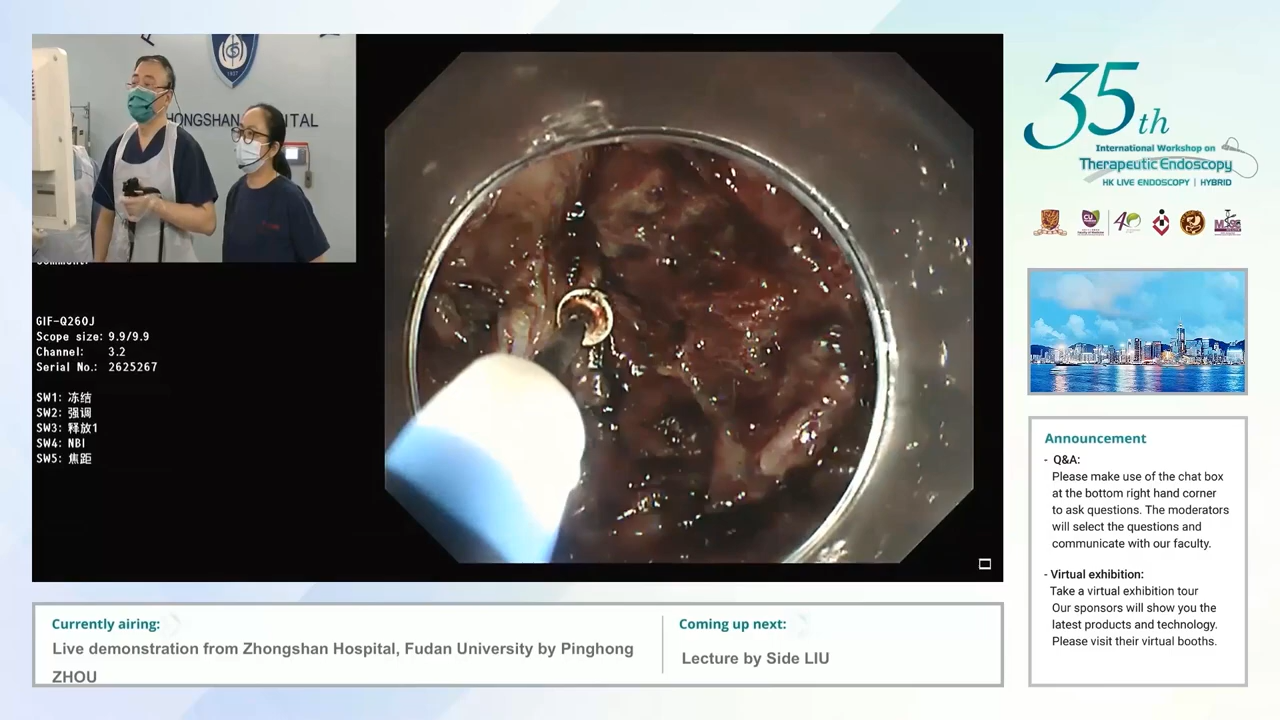 HONGSHAN HOSPITAL
1937
Comment:
GIF-Q260J
Scope size: 9.9/9.9
Channel: 3.2
Serial No.: 2625267
SW1: 冻结
SW2: 强调
SW3: 释放1
SW4: NBI
SW5: 焦距
35th
International Workshop on
Therapeutic Endoscopy
HK LIVE ENDOSCOPY | HYBRID
Announcement
- Q&A:
Please make use of the chat box
at the bottom right hand corner
to ask questions. The moderators
will select the questions and
communicate with our faculty.
- Virtual exhibition:
Take a virtual exhibition tour
Our sponsors will show you the
latest products and technology.
Please visit their virtual booths.
Currently airing:
Live demonstration from Zhongshan Hospital, Fudan University by Pinghong
ZHOU
Coming up next:
Lecture by Side LIU